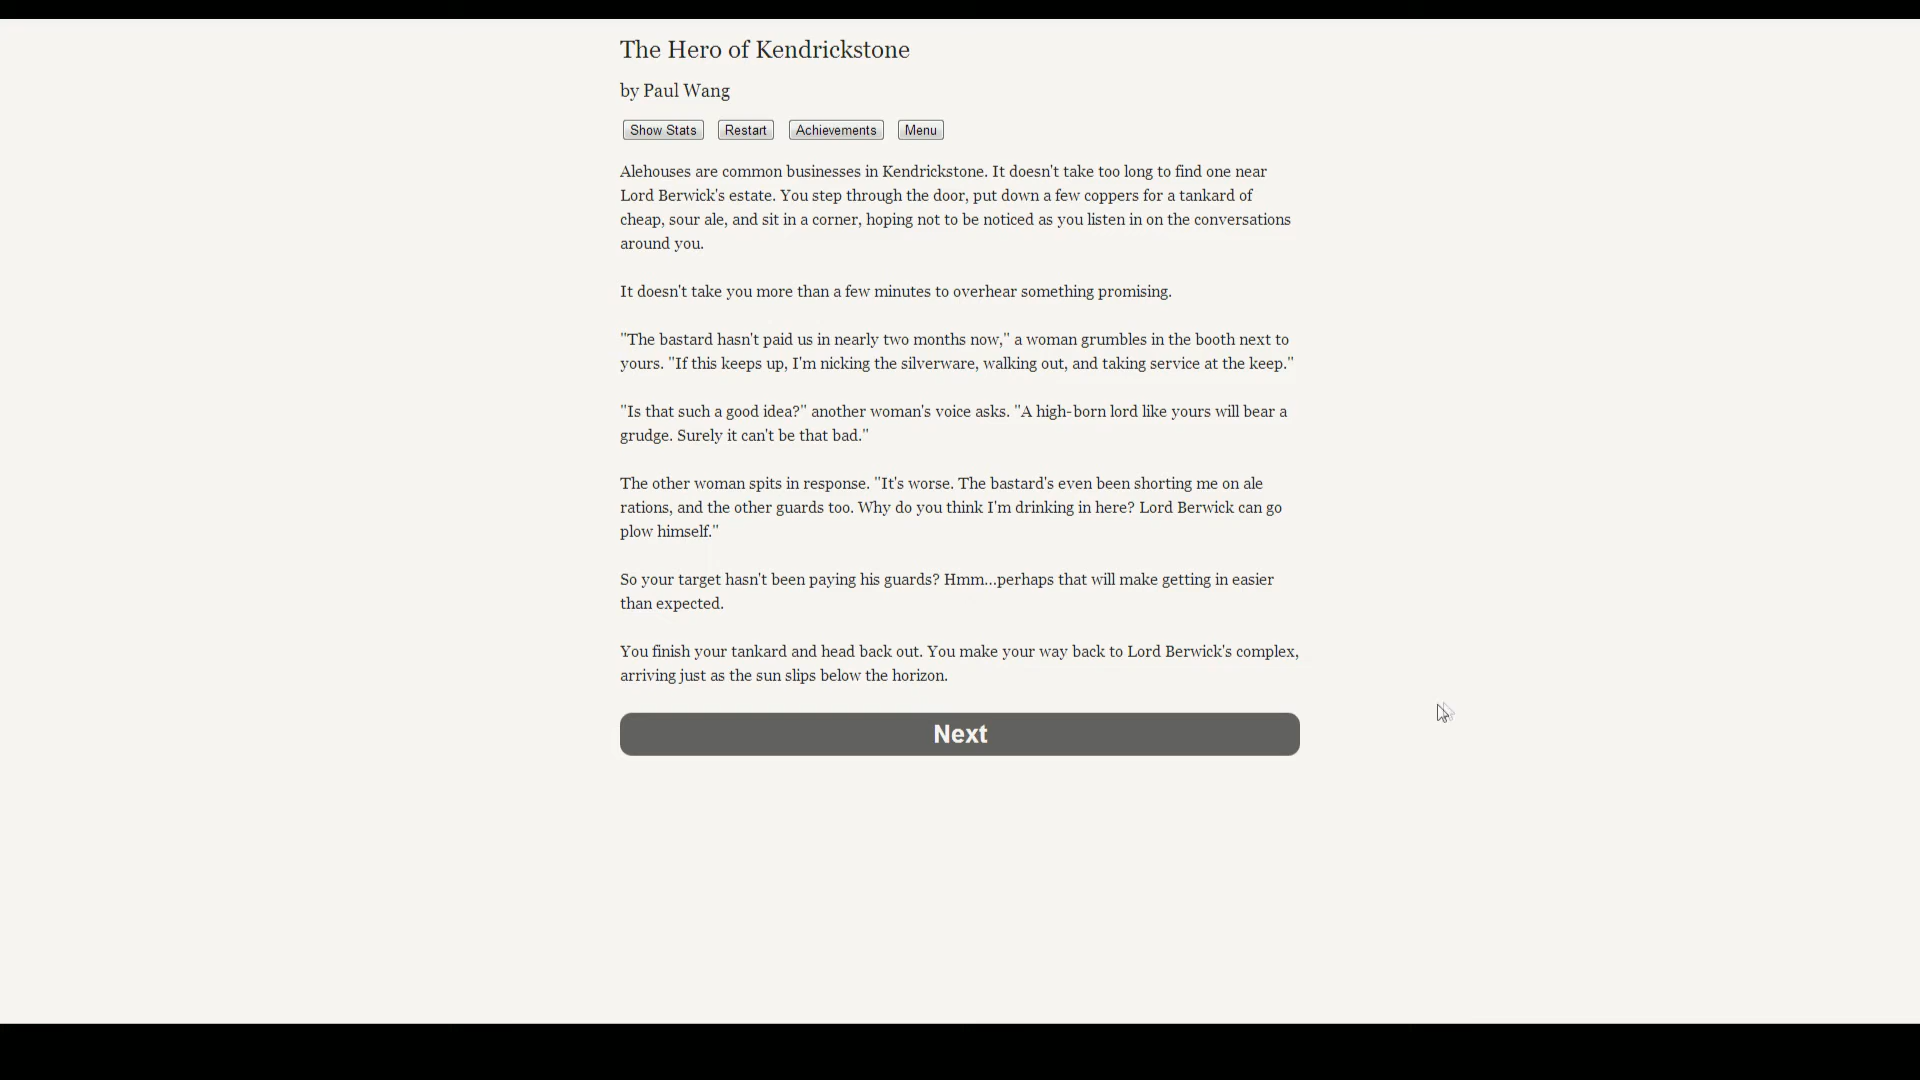 The Hero of Kendrickstone
by Paul Wang
Show Stats Restart Achievements Menu
Alehouses are common businesses in Kendrickstone. It doesn't take too long to find one near
Lord Berwick's estate. You step through the door, put down a few coppers for a tankard of
cheap, sour ale, and sit in a corner, hoping not to be noticed as you listen in on the conversations
around you.
It doesn't take you more than a few minutes to overhear something promising.
"The bastard hasn't paid us in nearly two months now," a woman grumbles in the booth next to
yours. "If this keeps up, I'm nicking the silverware, walking out, and taking service at the keep."
"Is that such a good idea?" another woman's voice asks. "A high-born lord like yours will bear a
grudge. Surely it can't be that bad."
The other woman spits in response. "It's worse. The bastard's even been shorting me on ale
rations, and the other guards too. Why do you think I'm drinking in here? Lord Berwick can go
plow himself."
So your target hasn't been paying his guards? Hmm...perhaps that will make getting in easier
than expected.
You finish your tankard and head back out. You make your way back to Lord Berwick's complex,
arriving just as the sun slips below the horizon.
Next